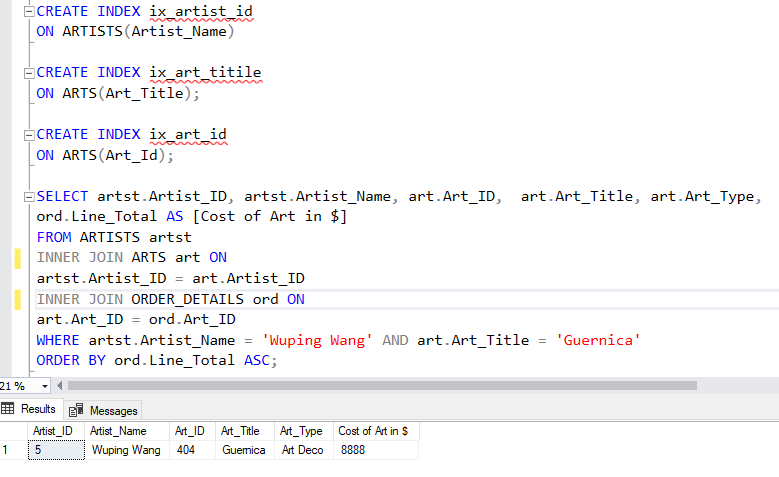 CREATE INDEX ix_artist_id
ON ARTISTS(Artist_Name)
CREATE INDEX ix_art_titile
ON ARTS(Art_Title);
CREATE INDEX ix_art_id
ON ARTS(Art_Id);
SELECT artst.Artist_ID, artst.Artist_Name, art.Art_ID,  art.Art_Title, art.Art_Type,
ord.Line_Total AS [Cost of Art in $]
FROM ARTISTS artst
INNER JOIN ARTS art ON
artst.Artist_ID = art.Artist_ID
INNER JOIN ORDER_DETAILS ord ON
art.Art_ID = ord.Art_ID
WHERE artst.Artist_Name = 'Wuping Wang' AND art.Art_Title = 'Guernica'
ORDER BY ord.Line_Total ASC;
21 %
Results Messages
Artist_ID Artist_Name Art_ID Art_Title Art_Type Cost of Art in $
1 5 Wuping Wang 404 Guernica Art Deco 8888